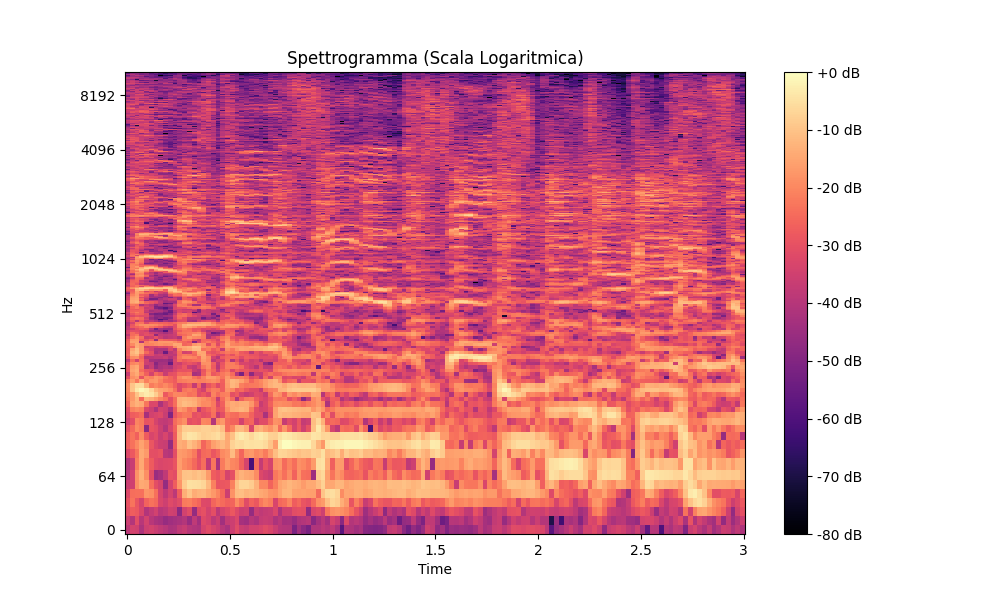 Spettrogramma (Scala Logaritmica)
Hz
8192
4096
2048
1024
512
256
128
64
0
0 0.5 1 1.5 2 2.5 3
Time
+0 dB
-10 dB
-20 dB
-30 dB
-40 dB
-50 dB
-60 dB
-70 dB
-80 dB